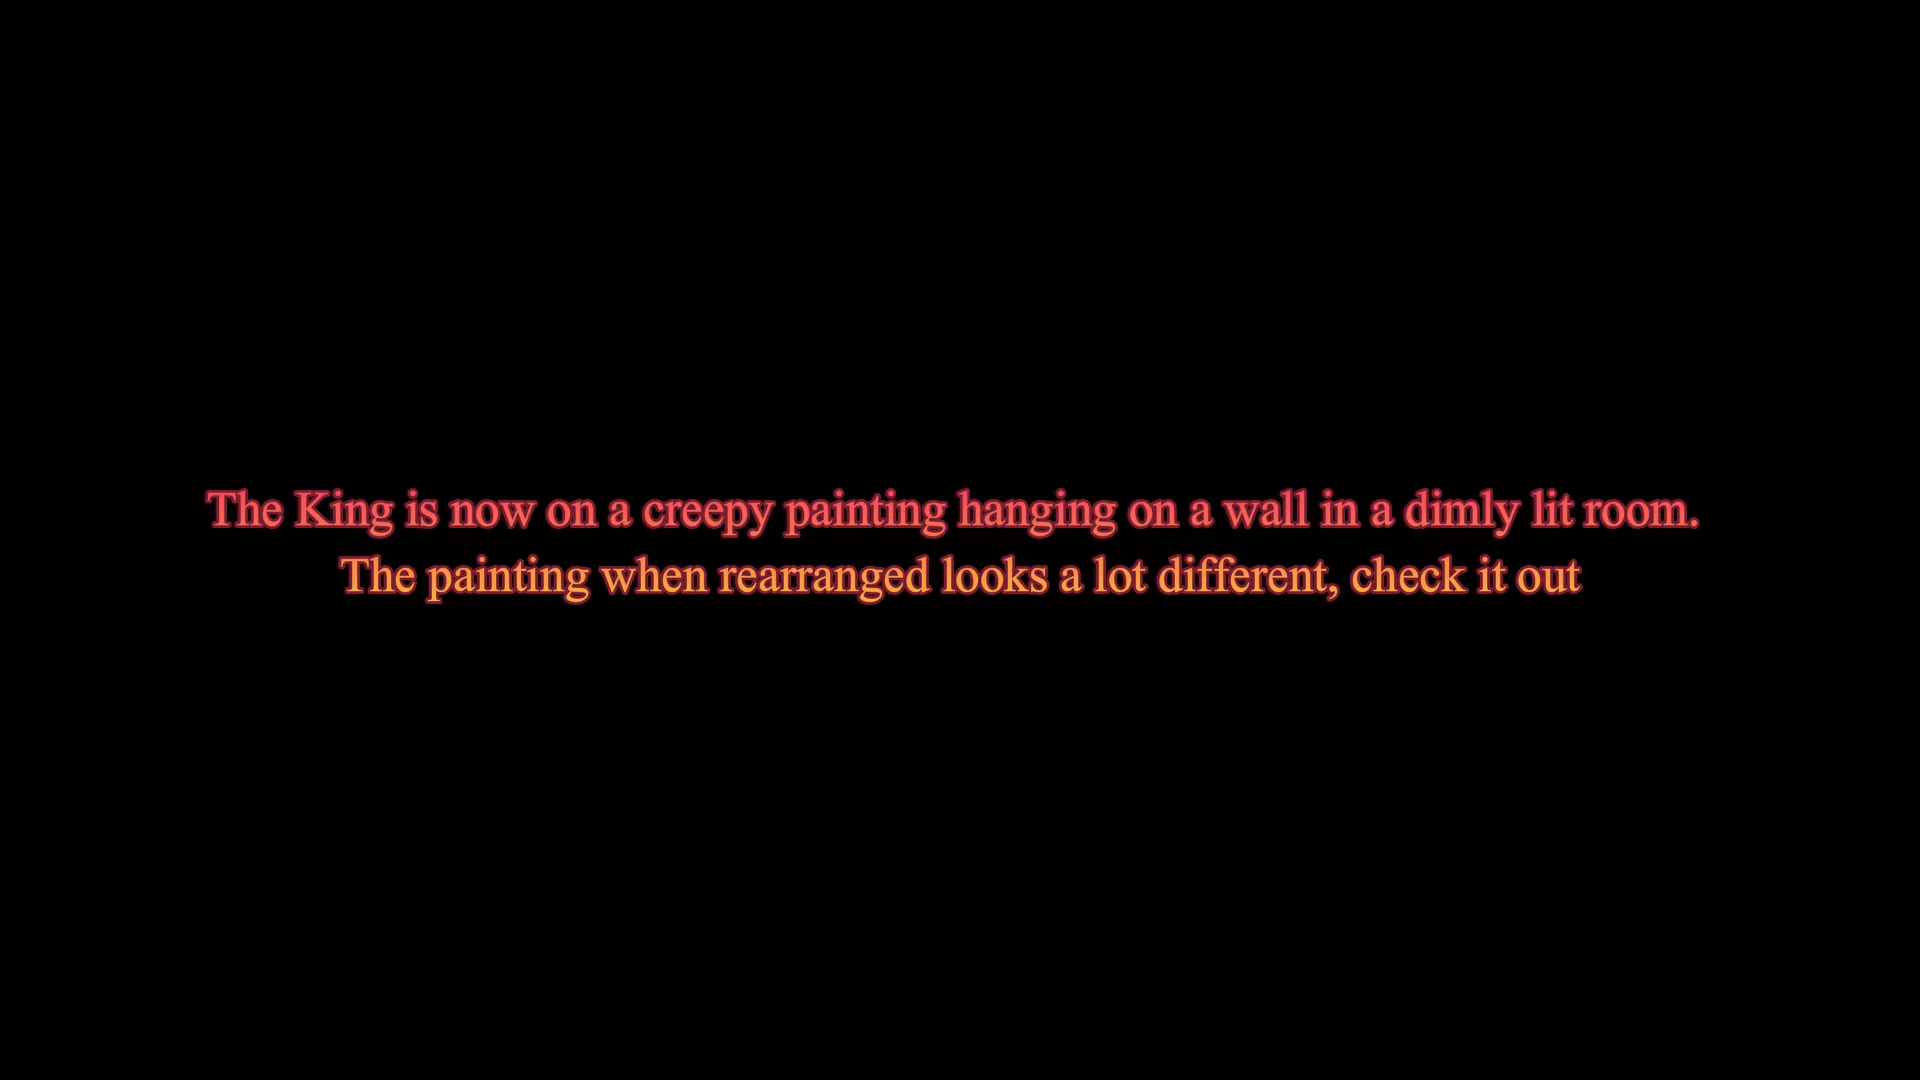 The King is now on a creepy painting hanging on a wall in a dimly lit room.
The painting when rearranged looks a lot different, check it out